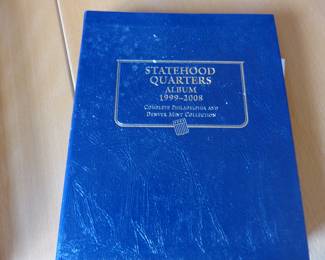 STATEHOOD
QUARTERS
ALBUM
1999-2008
COMPLETE PHILADELPHIA AND
DENVER MINT COLLECTION